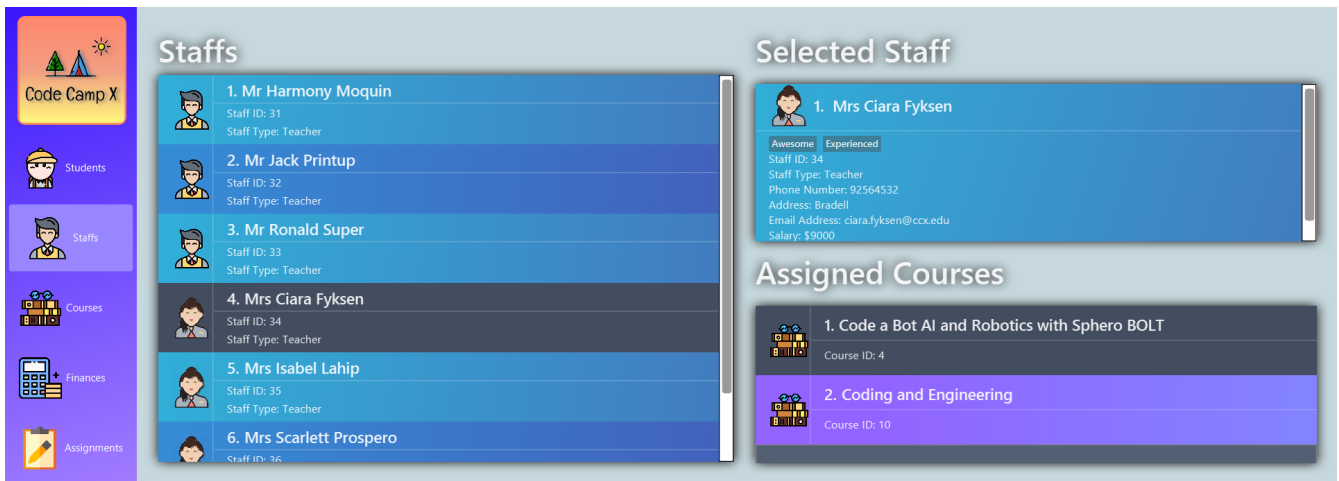 Code Camp X
Students
Staffs
Courses
Finances
Assignments
Staffs
1. Mr Harmony Moquin
Staff ID: 31
Staff Type: Teacher
2. Mr Jack Printup
Staff ID: 32
Staff Type: Teacher
3. Mr Ronald Super
Staff ID: 33
Staff Type: Teacher
4. Mrs Ciara Fyksen
Staff ID: 34
Staff Type: Teacher
5. Mrs Isabel Lahip
Staff ID: 35
Staff Type: Teacher
6. Mrs Scarlett Prospero
Staff ID: 36
Selected Staff
1. Mrs Ciara Fyksen
Awesome Experienced
Staff ID: 34
Staff Type: Teacher
Phone Number: 92564532
Address: Bradell
Email Address: ciara.fyksen@ccx.edu
Salary: $9000
Assigned Courses
1. Code a Bot AI and Robotics with Sphero BOLT
Course ID: 4
2. Coding and Engineering
Course ID: 10